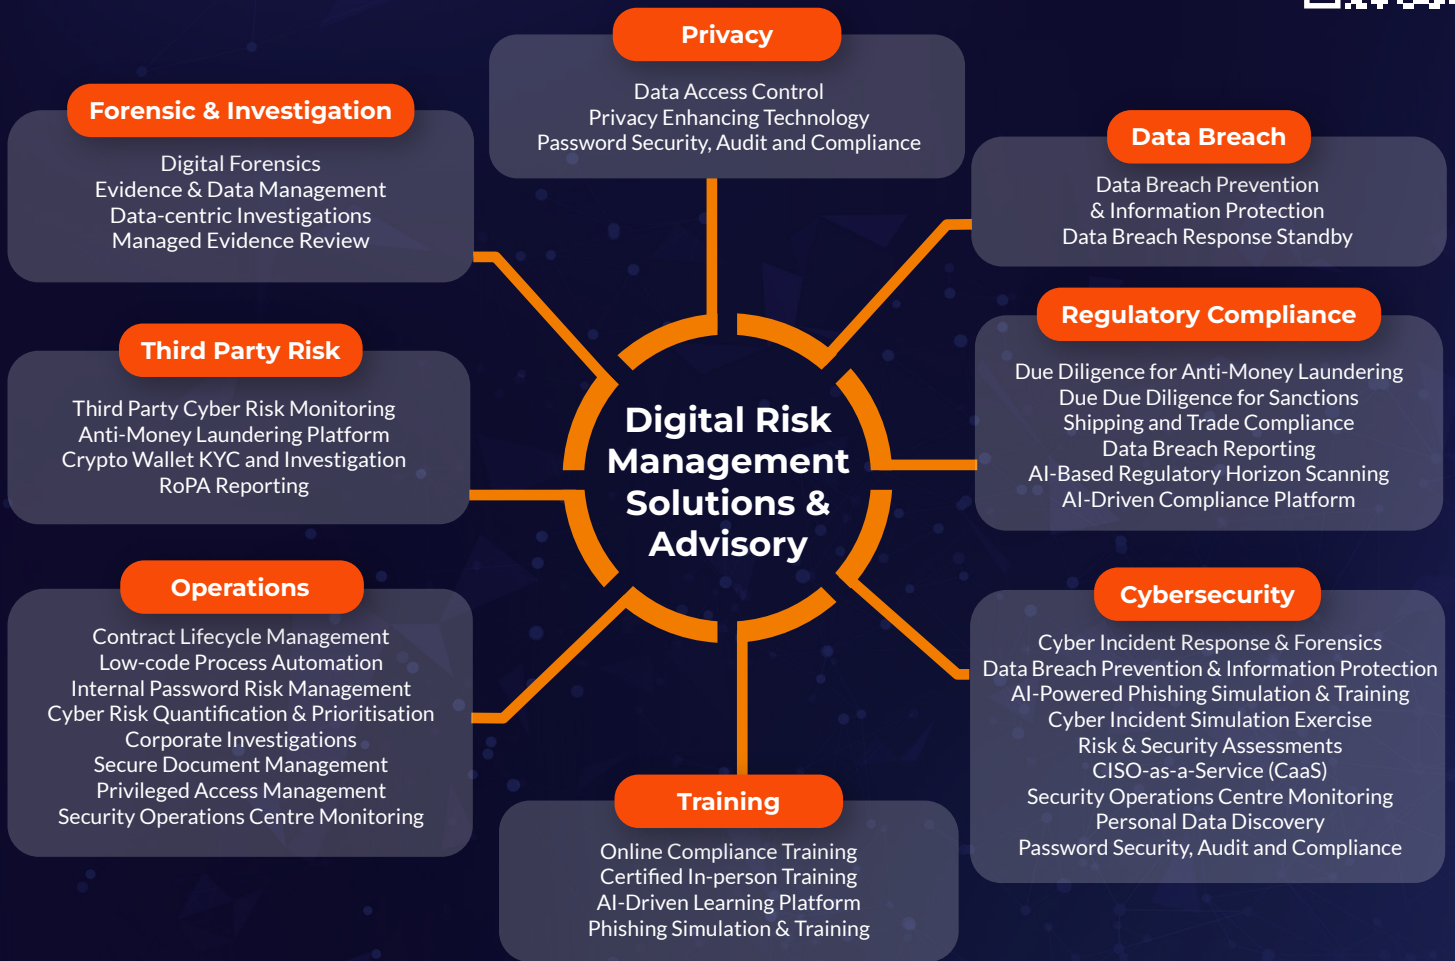 Privacy
Data Access Control
Privacy Enhancing Technology
Password Security, Audit and Compliance
Forensic & Investigation
Digital Forensics
Evidence & Data Management
Data-centric Investigations
Managed Evidence Review
Data Breach
Data Breach Prevention
& Information Protection
Data Breach Response Standby
Third Party Risk
Third Party Cyber Risk Monitoring
Anti-Money Laundering Platform
Crypto Wallet KYC and Investigation
RoPA Reporting
Digital Risk
Management
Solutions &
Advisory
Regulatory Compliance
Due Diligence for Anti-Money Laundering
Due Due Diligence for Sanctions
Shipping and Trade Compliance
Data Breach Reporting
AI-Based Regulatory Horizon Scanning
AI-Driven Compliance Platform
Operations
Contract Lifecycle Management
Low-code Process Automation
Internal Password Risk Management
Cyber Risk Quantification & Prioritisation
Corporate Investigations
Secure Document Management
Privileged Access Management
Security Operations Centre Monitoring
Cybersecurity
Cyber Incident Response & Forensics
Data Breach Prevention & Information Protection
AI-Powered Phishing Simulation & Training
Cyber Incident Simulation Exercise
Risk & Security Assessments
CISO-as-a-Service (CaaS)
Security Operations Centre Monitoring
Personal Data Discovery
Password Security, Audit and Compliance
Training
Online Compliance Training
Certified In-person Training
AI-Driven Learning Platform
Phishing Simulation & Training